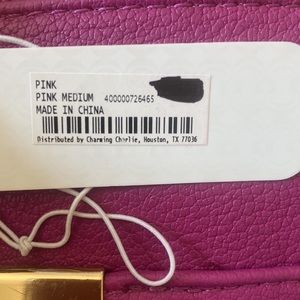 PINK
PINK MEDIUM 400000726465
MADE IN CHINA
Distributed by Charming Charlie, Houston, TX 77036